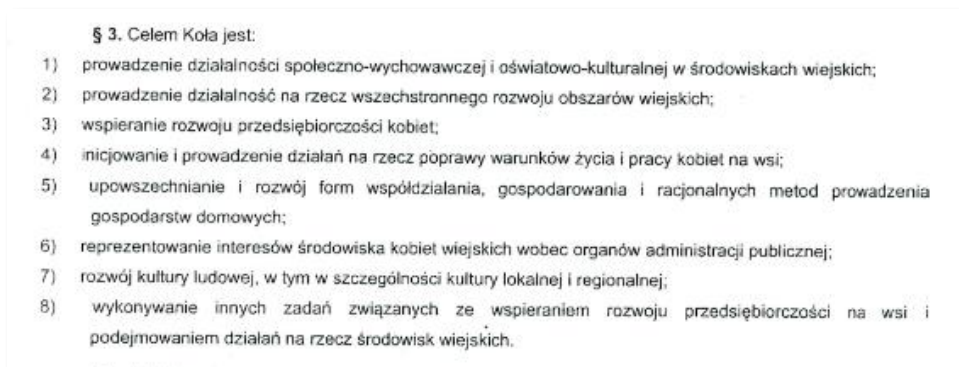 § 3. Celem Koła jest:
1) prowadzenie działalności społeczno-wychowawczej i oświatowo-kulturalnej w środowiskach wiejskich;
2) prowadzenie działalność na rzecz wszechstronnego rozwoju obszarów wiejskich;
3) wspieranie rozwoju przedsiębiorczości kobiet;
4) inicjowanie i prowadzenie działań na rzecz poprawy warunków życia i pracy kobiet na wsi;
5) upowszechnianie i rozwój form współdziałania, gospodarowania i racjonalnych metod prowadzenia
gospodarstw domowych;
6) reprezentowanie interesów środowiska kobiet wiejskich wobec organów administracji publicznej;
7) rozwój kultury ludowej, w tym w szczególności kultury lokalnej i regionalnej;
8) wykonywanie innych zadań związanych ze wspieraniem rozwoju przedsiębiorczości na wsi i
podejmowaniem działań na rzecz środowisk wiejskich.